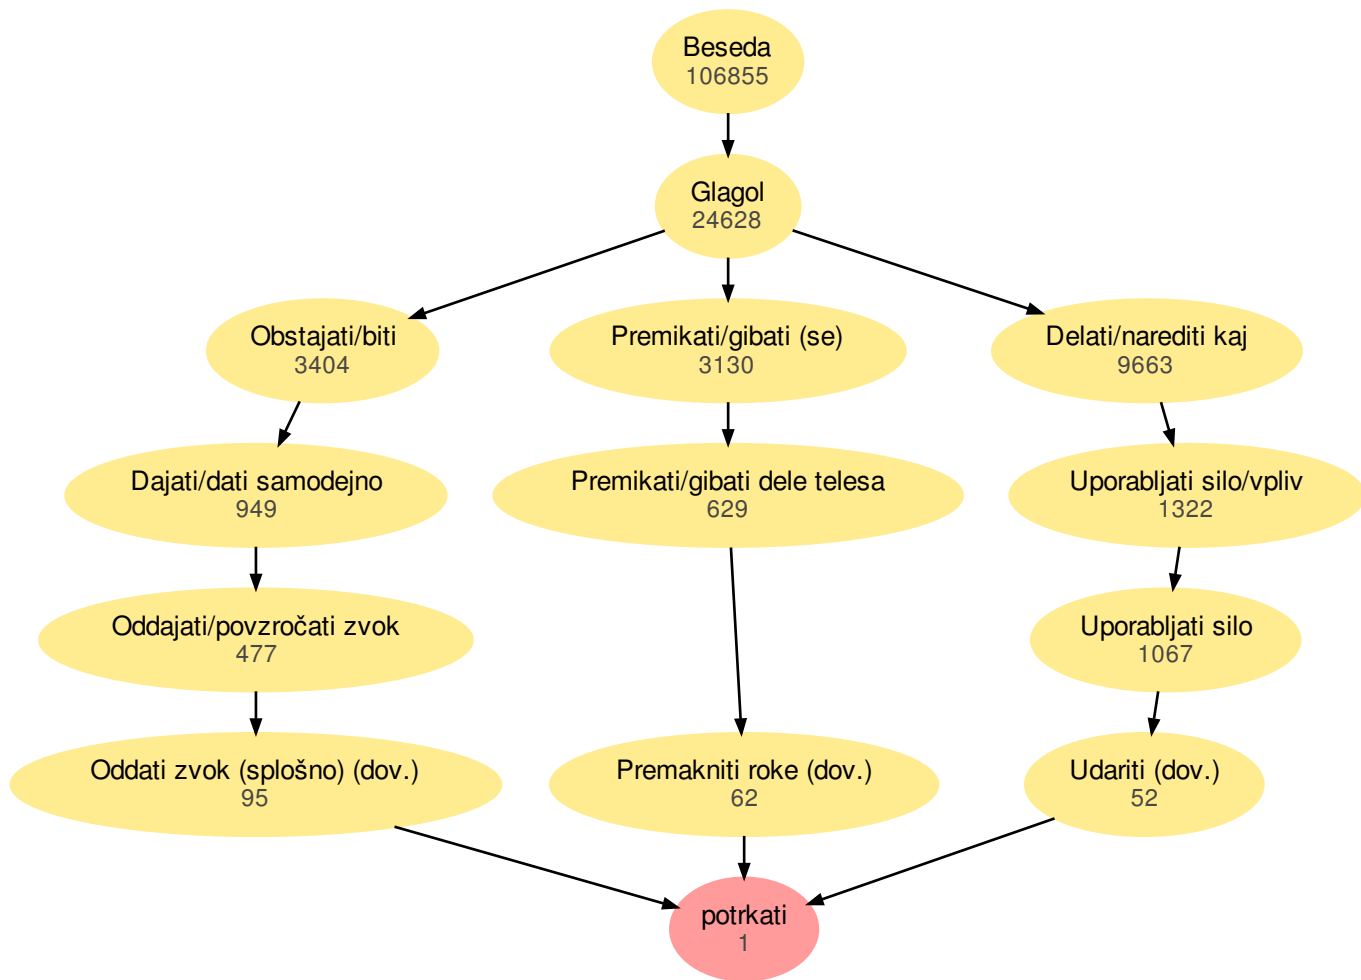 Beseda
106855
Glagol
24628
Obstajati/biti
3404
Premikati/gibati (se)
3130
Delati/narediti kaj
9663
Dajati/dati samodejno
949
Premikati/gibati dele telesa
629
Uporabljati silo/vpliv
1322
Oddajati/povzročati zvok
477
Uporabljati silo
1067
Oddati zvok (splošno) (dov.)
95
Premakniti roke (dov.)
62
Udariti (dov.)
52
potrkati
1